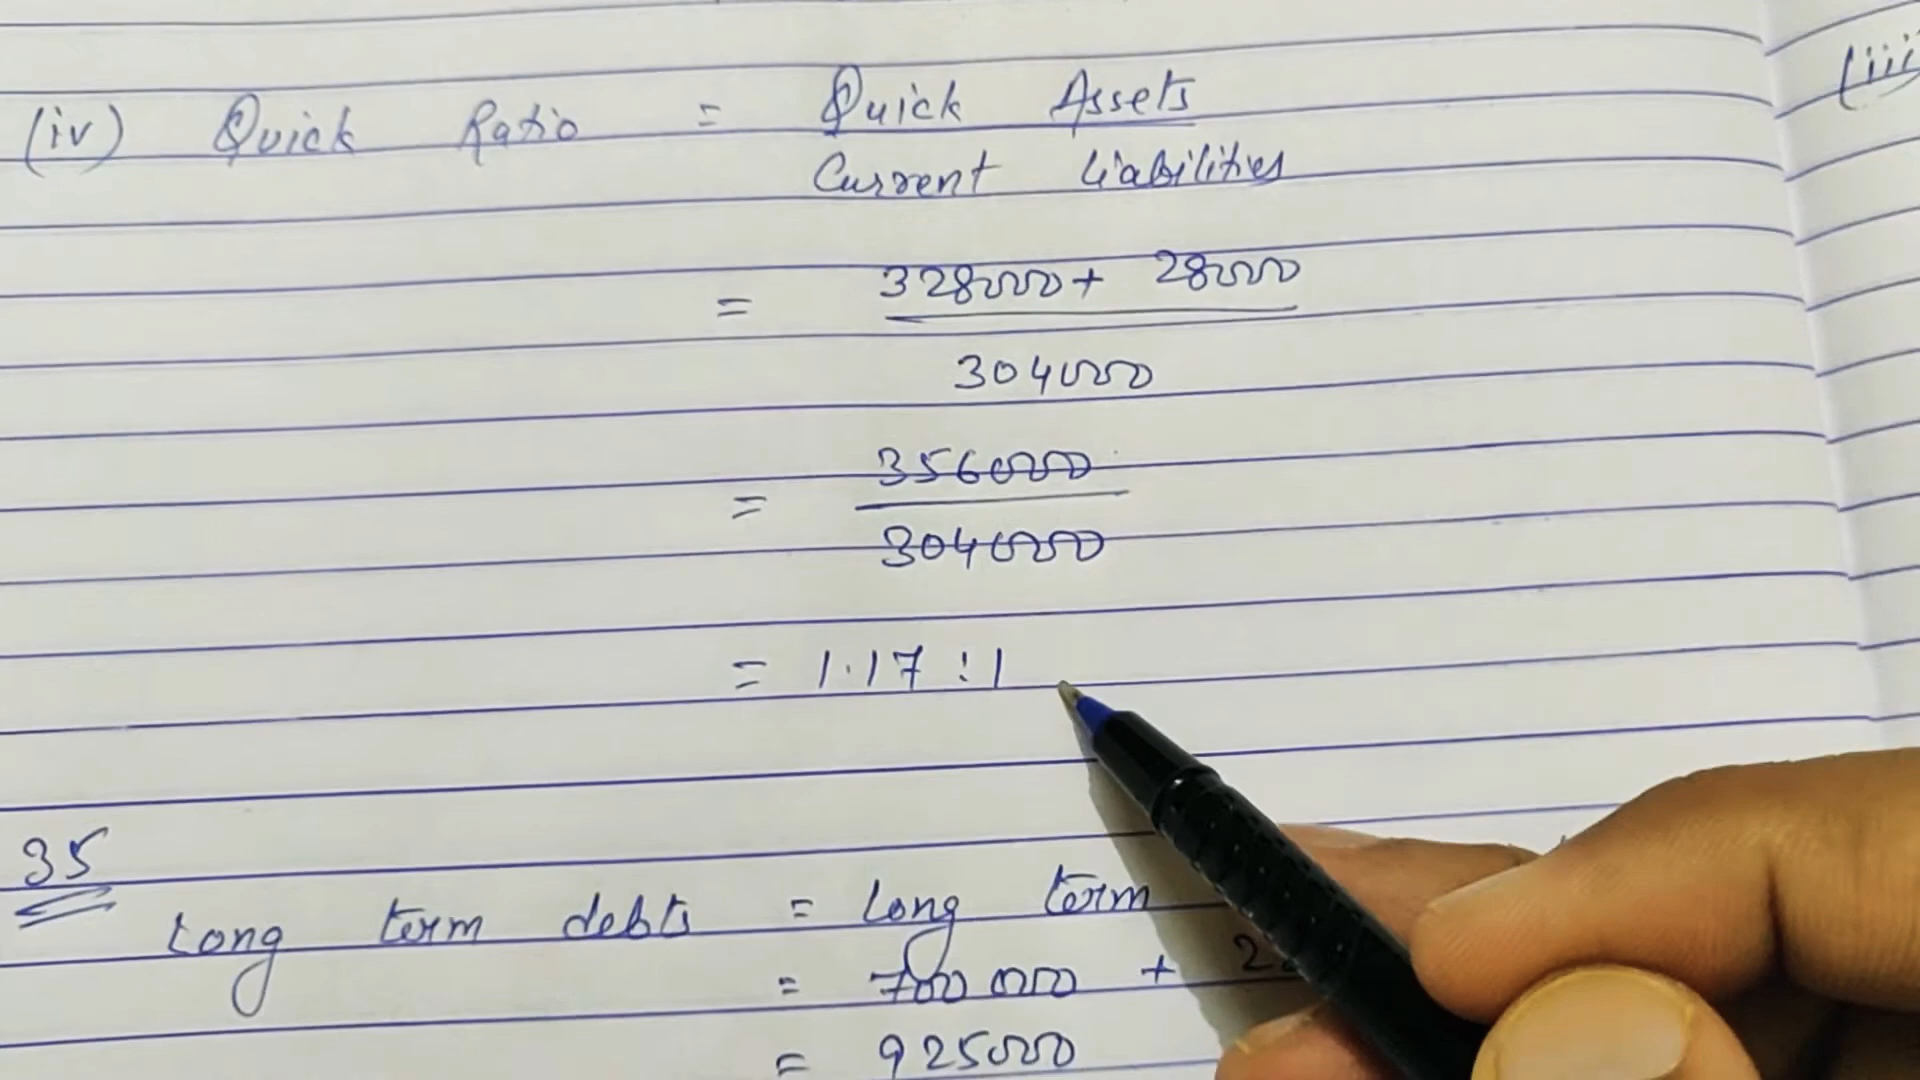 (iv) Quick Ratio = Quick Assets
Current Liabilities
(iii)
= 328000 + 28000
304000
= 356000
304000
= 1.17 : 1
35
Long term debts = Long term
= 700000 +
= 925000